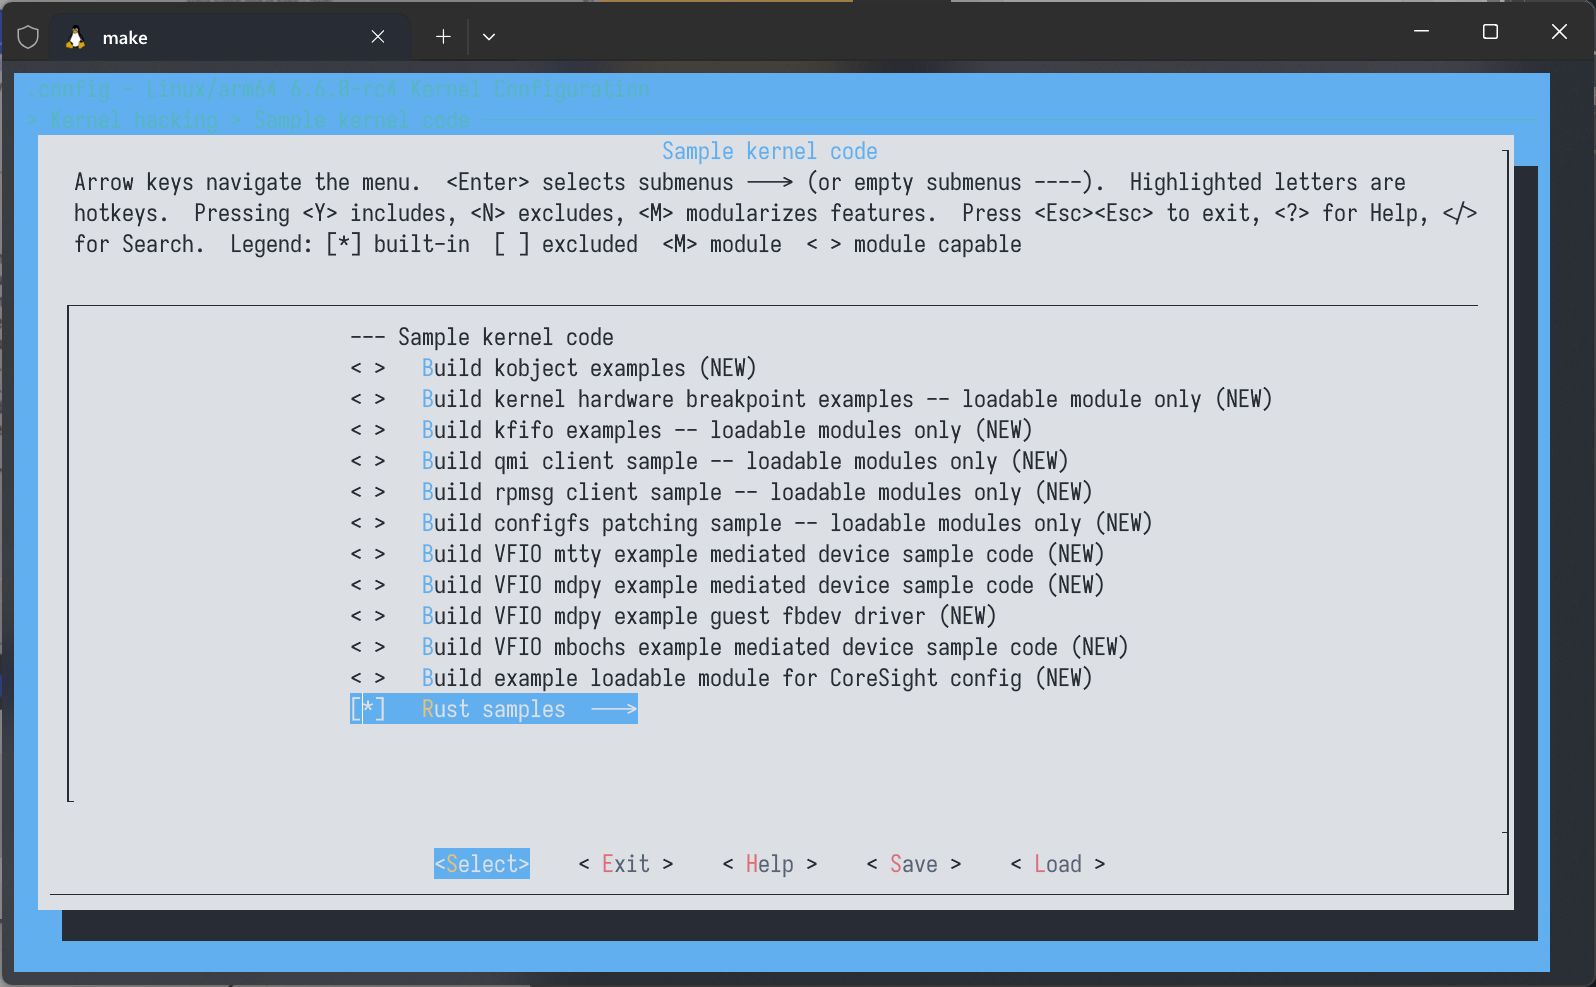 make
.config - Linux/arm64 6.6.0-rc4 Kernel Configuration
> Kernel hacking > Sample kernel code
Sample kernel code
Arrow keys navigate the menu.  <Enter> selects submenus ---> (or empty submenus ----).  Highlighted letters are
hotkeys.  Pressing <Y> includes, <N> excludes, <M> modularizes features.  Press <Esc><Esc> to exit, <?> for Help, </>
for Search.  Legend: [*] built-in  [ ] excluded  <M> module  < > module capable
--- Sample kernel code
< >   Build kobject examples (NEW)
< >   Build kernel hardware breakpoint examples -- loadable module only (NEW)
< >   Build kfifo examples -- loadable modules only (NEW)
< >   Build qmi client sample -- loadable modules only (NEW)
< >   Build rpmsg client sample -- loadable modules only (NEW)
< >   Build configfs patching sample -- loadable modules only (NEW)
< >   Build VFIO mtty example mediated device sample code (NEW)
< >   Build VFIO mdpy example mediated device sample code (NEW)
< >   Build VFIO mdpy example guest fbdev driver (NEW)
< >   Build VFIO mbochs example mediated device sample code (NEW)
< >   Build example loadable module for CoreSight config (NEW)
[*]   Rust samples  --->
<Select>    < Exit >    < Help >    < Save >    < Load >